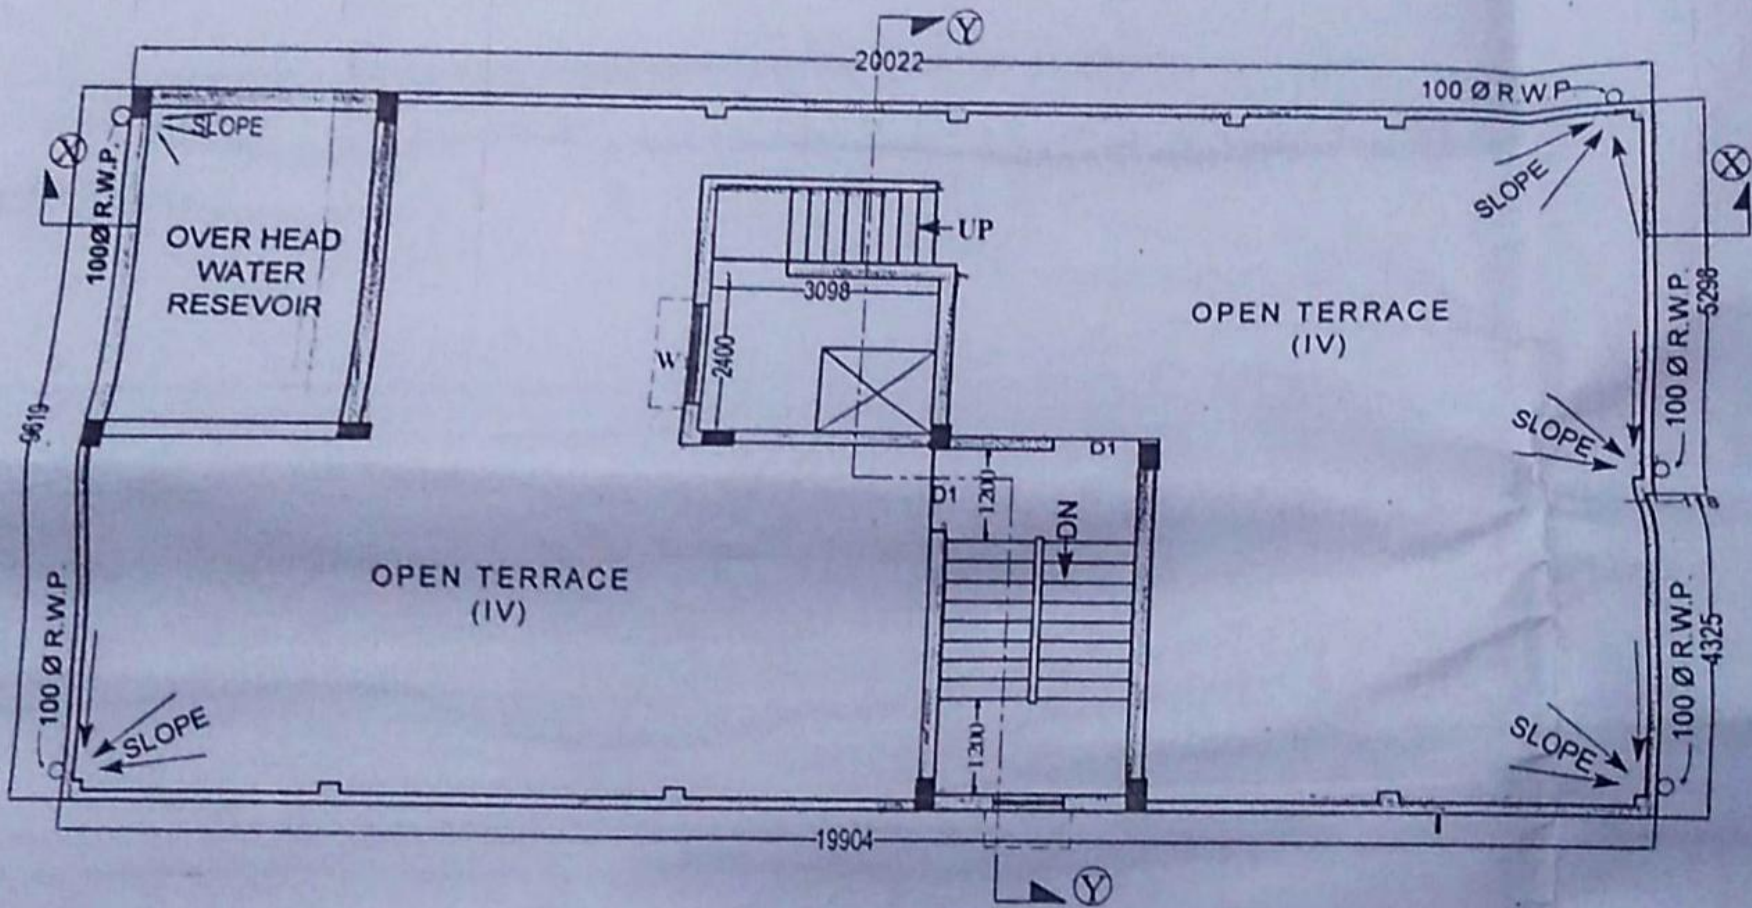 Y
20022
100 Ø R.W.P.
SLOPE
X
100Ø R.W.P.
OVER HEAD
WATER
RESEVOIR
UP
3098
2400
W
OPEN TERRACE
(IV)
SLOPE
X
5298
100 Ø R.W.P.
SLOPE
9619
D1
D1
1200
DN
OPEN TERRACE
(IV)
100 Ø R.W.P.
SLOPE
1200
SLOPE
100 Ø R.W.P.
4325
19904
Y